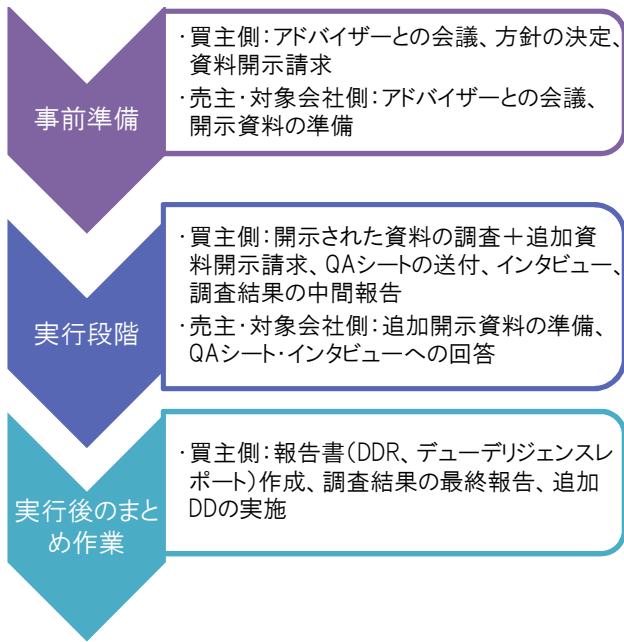 事前準備
・買主側：アドバイザーとの会議、方針の決定、
資料開示請求
・売主・対象会社側：アドバイザーとの会議、
開示資料の準備
実行段階
・買主側：開示された資料の調査＋追加資
料開示請求、QAシートの送付、インタビュー、
調査結果の中間報告
・売主・対象会社側：追加開示資料の準備、
QAシート・インタビューへの回答
実行後のまと
め作業
・買主側：報告書（DDR、デューデリジェンスレ
ポート）作成、調査結果の最終報告、追加
DDの実施